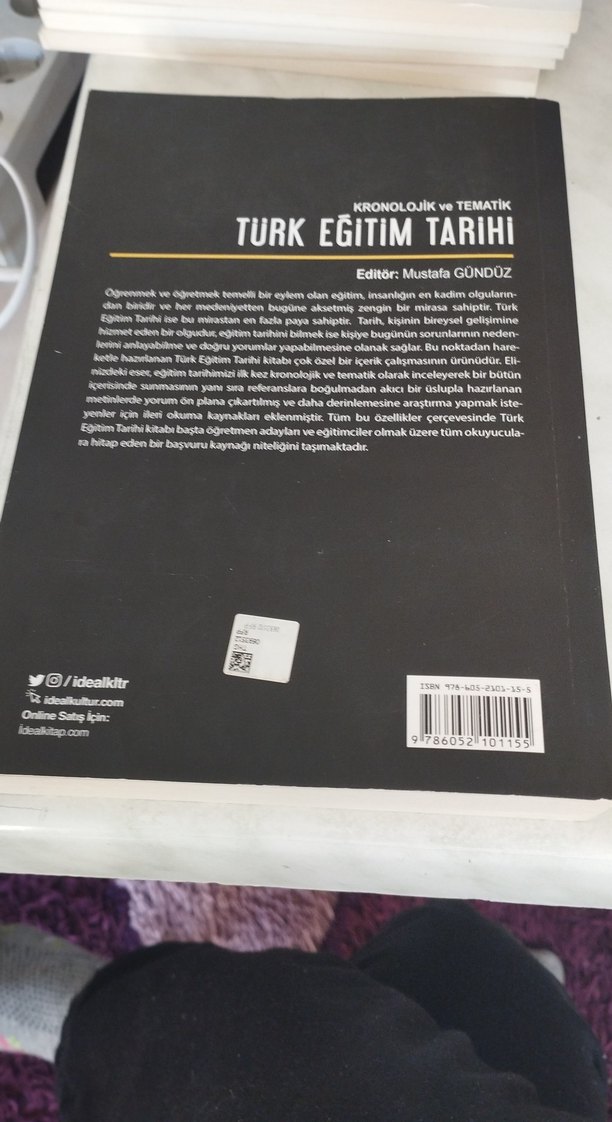 KRONOLOJİK ve TEMATİK
TÜRK EĞİTİM TARİHİ
Editör: Mustafa GÜNDÜZ
Öğrenmek ve öğretmek temelli bir eylem olan eğitim, insanlığın en kadim olguların-
dan biridir ve her medeniyetten bugüne aksetmiş zengin bir mirasa sahiptir. Türk
Eğitim Tarihi ise bu mirastan en fazla paya sahiptir. Tarih, kişinin bireysel gelişimine
hizmet eden bir olgudur, eğitim tarihini bilmek ise kişiye bugünün sorunlarının neden-
lerini anlayabilme ve doğru yorumlar yapabilmesine olanak sağlar. Bu noktadan hare-
ketle hazırlanan Türk Eğitim Tarihi kitabı çok özel bir içerik çalışmasının ürünüdür. Eli-
nizdeki eser, eğitim tarihimizi ilk kez kronolojik ve tematik olarak inceleyerek bir bütün
içerisinde sunmasının yanı sıra referanslara boğulmadan akıcı bir üslupla hazırlanan
metinlerde yorum ön plana çıkartılmış ve daha derinlemesine araştırma yapmak iste-
yenler için ileri okuma kaynakları eklenmiştir. Tüm bu özellikler çerçevesinde Türk
Eğitim Tarihi kitabı başta öğretmen adayları ve eğitimciler olmak üzere tüm okuyucula-
ra hitap eden bir başvuru kaynağı niteliğini taşımaktadır.
/idealkltr
idealkultur.com
Online Satış İçin:
idealkitap.com
ISBN 978-605-2101-15-5
9 786052 101155